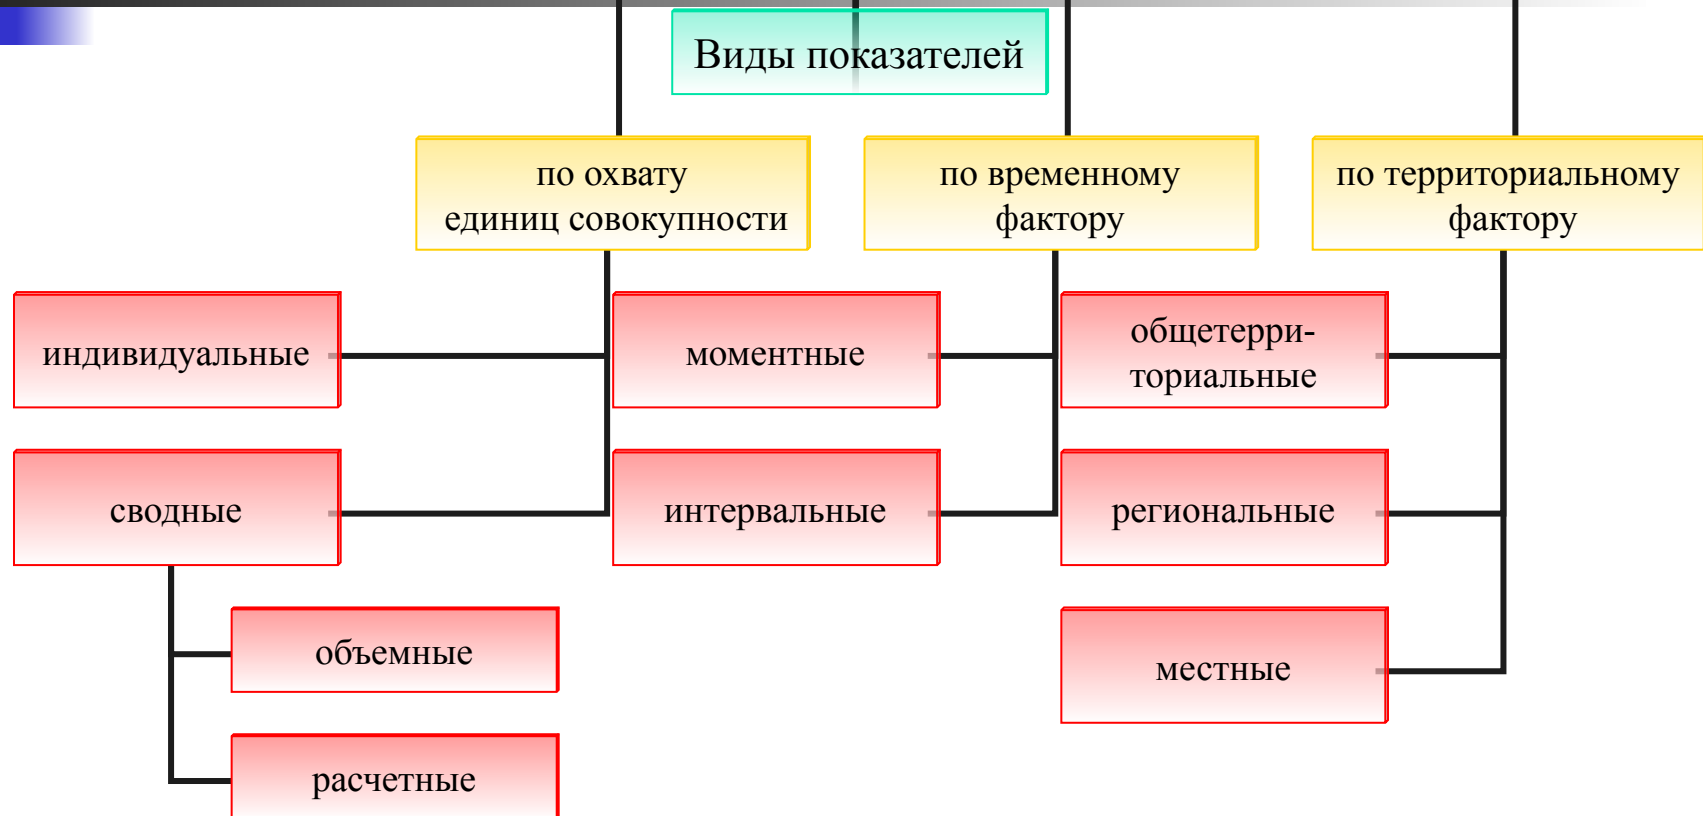 Виды показателей
по охвату
единиц совокупности
по временному
фактору
по территориальному
фактору
индивидуальные
моментные
общетерри-
ториальные
сводные
интервальные
региональные
объемные
местные
расчетные